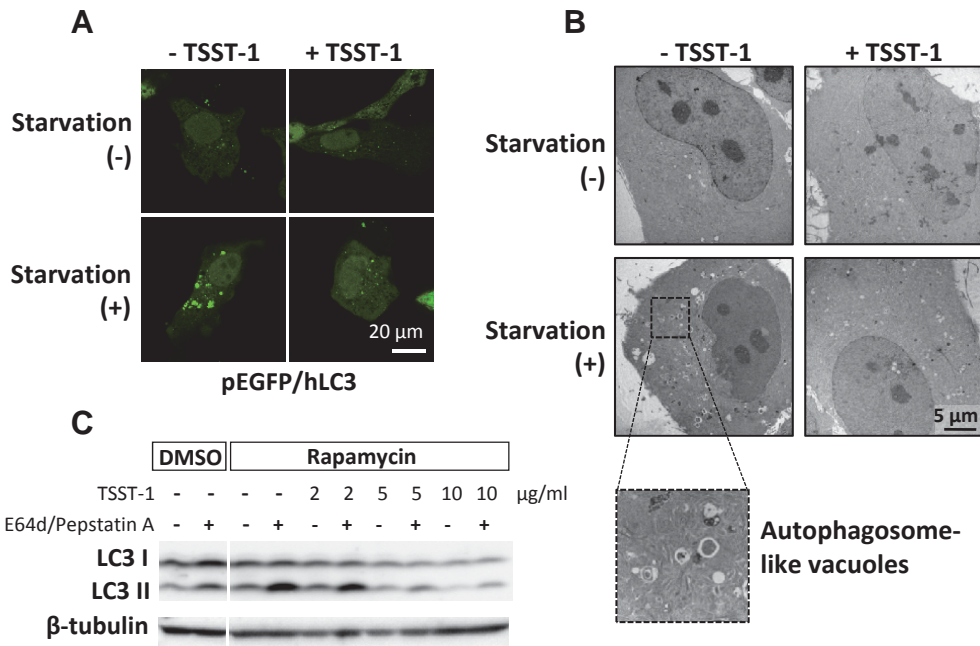 A
- TSST-1 + TSST-1
Starvation
(-)
Starvation
(+)
20 μm
pEGFP/hLC3
B
- TSST-1 + TSST-1
Starvation
(-)
Starvation
(+)
5 μm
Autophagosome-
like vacuoles
C
DMSO Rapamycin
TSST-1 - - - - 2 2 5 5 10 10 μg/ml
E64d/Pepstatin A - + - + - + - + - +
LC3 I
LC3 II
β-tubulin